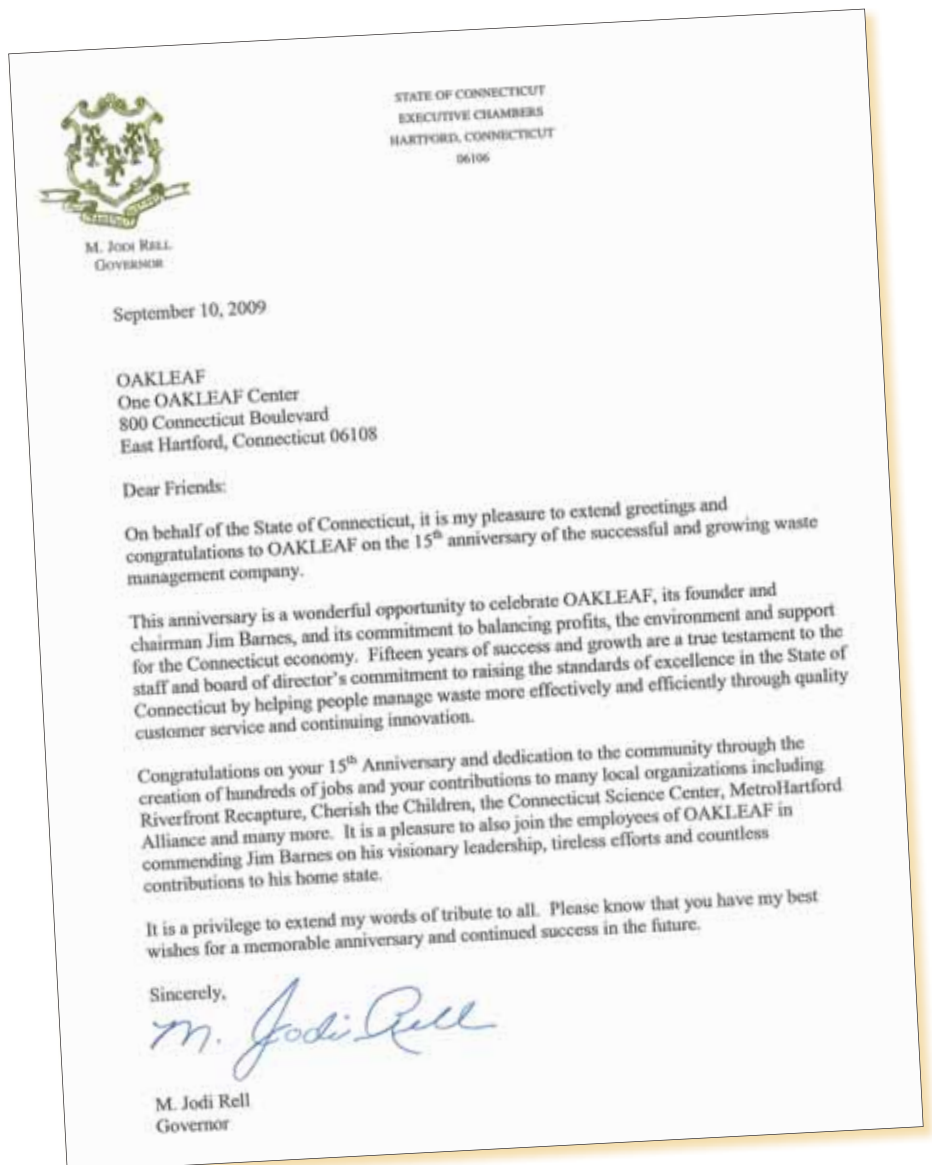 STATE OF CONNECTICUT
EXECUTIVE CHAMBERS
HARTFORD, CONNECTICUT
06106
M. JODI RELL
GOVERNOR
September 10, 2009
OAKLEAF
One OAKLEAF Center
800 Connecticut Boulevard
East Hartford, Connecticut 06108
Dear Friends:
On behalf of the State of Connecticut, it is my pleasure to extend greetings and
congratulations to OAKLEAF on the 15th anniversary of the successful and growing waste
management company.
This anniversary is a wonderful opportunity to celebrate OAKLEAF, its founder and
chairman Jim Barnes, and its commitment to balancing profits, the environment and support
for the Connecticut economy. Fifteen years of success and growth are a true testament to the
staff and board of director's commitment to raising the standards of excellence in the State of
Connecticut by helping people manage waste more effectively and efficiently through quality
customer service and continuing innovation.
Congratulations on your 15th Anniversary and dedication to the community through the
creation of hundreds of jobs and your contributions to many local organizations including
Riverfront Recapture, Cherish the Children, the Connecticut Science Center, MetroHartford
Alliance and many more. It is a pleasure to also join the employees of OAKLEAF in
commending Jim Barnes on his visionary leadership, tireless efforts and countless
contributions to his home state.
It is a privilege to extend my words of tribute to all. Please know that you have my best
wishes for a memorable anniversary and continued success in the future.
Sincerely,
M. Jodi Rell
M. Jodi Rell
Governor